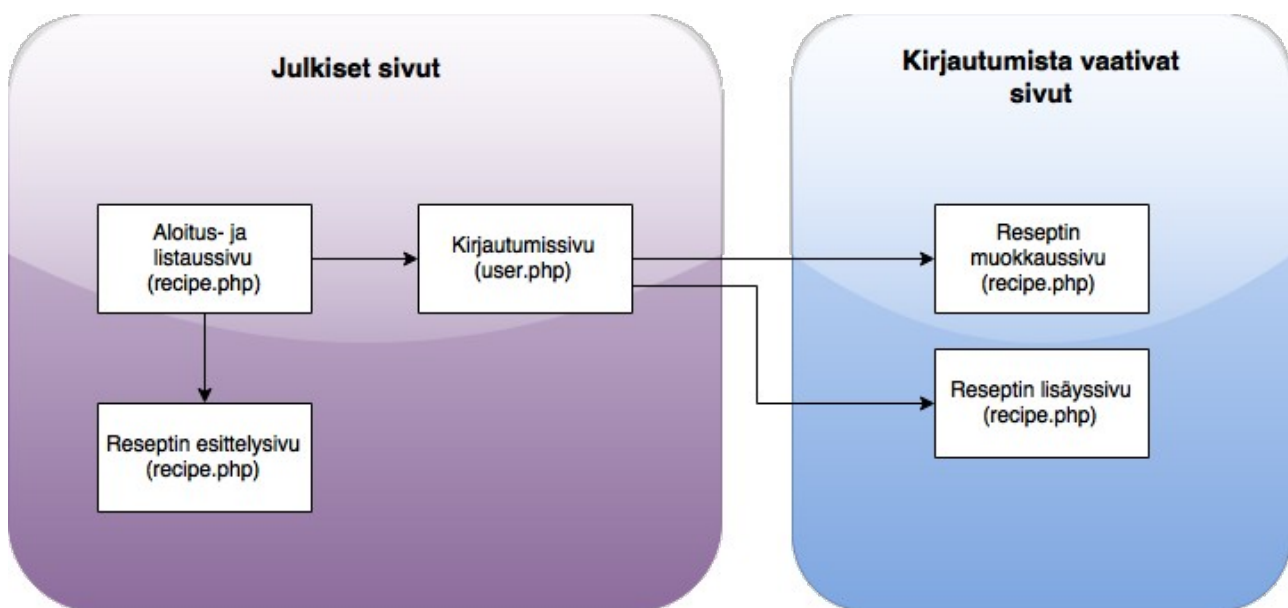 Julkiset sivut
Aloitus- ja
listaussivu
(recipe.php)
Kirjautumissivu
(user.php)
Reseptin esittelysivu
(recipe.php)
Kirjautumista vaativat
sivut
Reseptin
muokkaussivu
(recipe.php)
Reseptin lisäyssivu
(recipe.php)